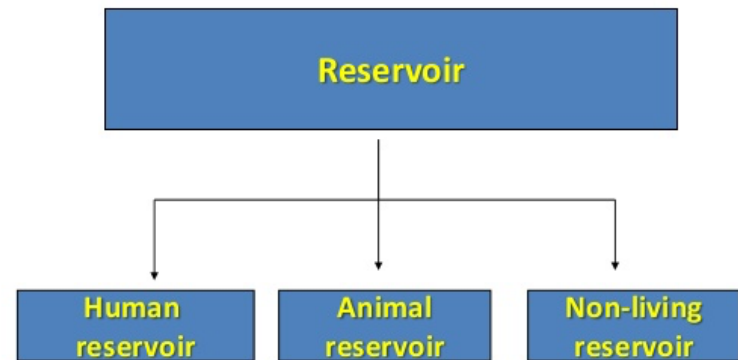 Reservoir
Human
reservoir
Animal
reservoir
Non-living
reservoir